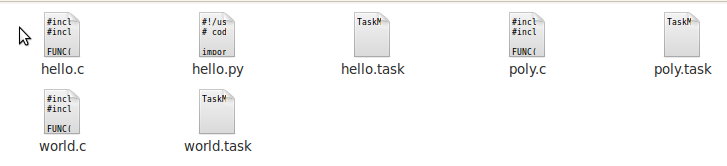 #incl
#incl
FUNC(
hello.c
#!/us
# cod
impor
hello.py
TaskM
hello.task
#incl
#incl
FUNC(
poly.c
TaskM
poly.task
#incl
#incl
FUNC(
world.c
TaskM
world.task